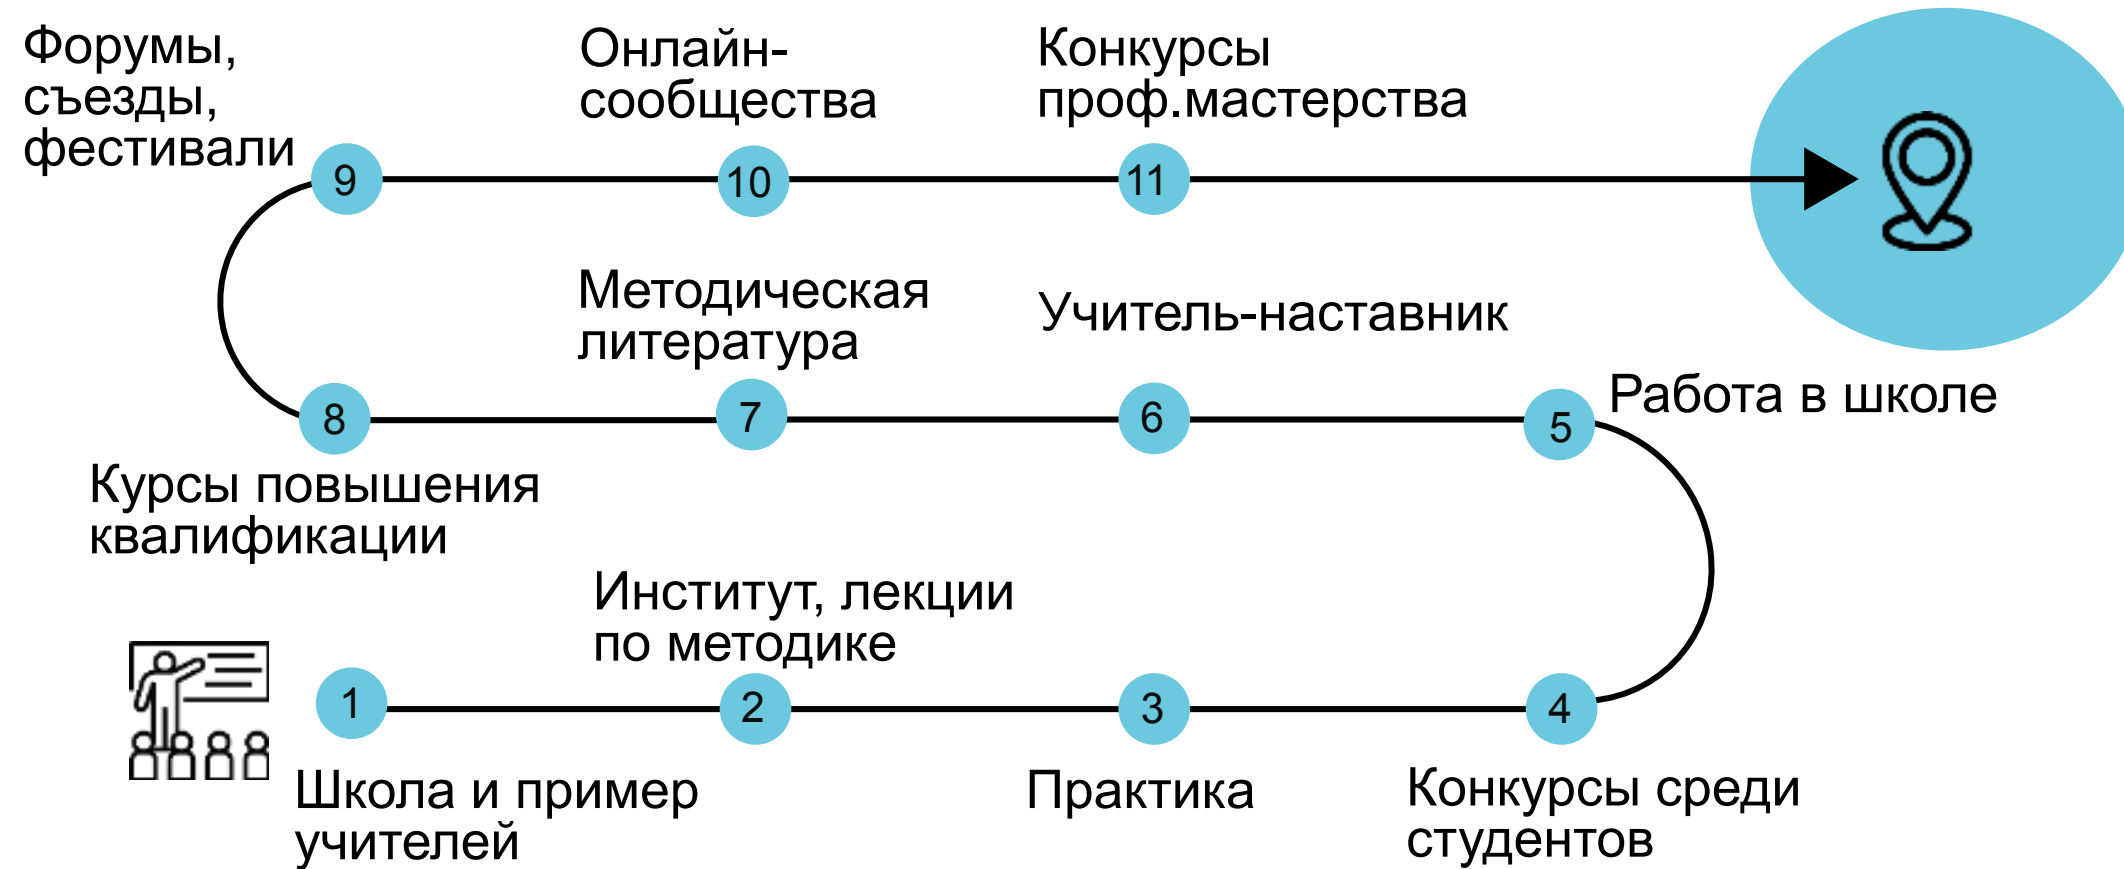 Форумы,
съезды,
фестивали
Онлайн-
сообщества
Конкурсы
проф.мастерства
9
10
11
Методическая
литература
Учитель-наставник
Работа в школе
8
7
6
5
Курсы повышения
квалификации
Институт, лекции
по методике
1
2
3
4
Школа и пример
учителей
Практика
Конкурсы среди
студентов